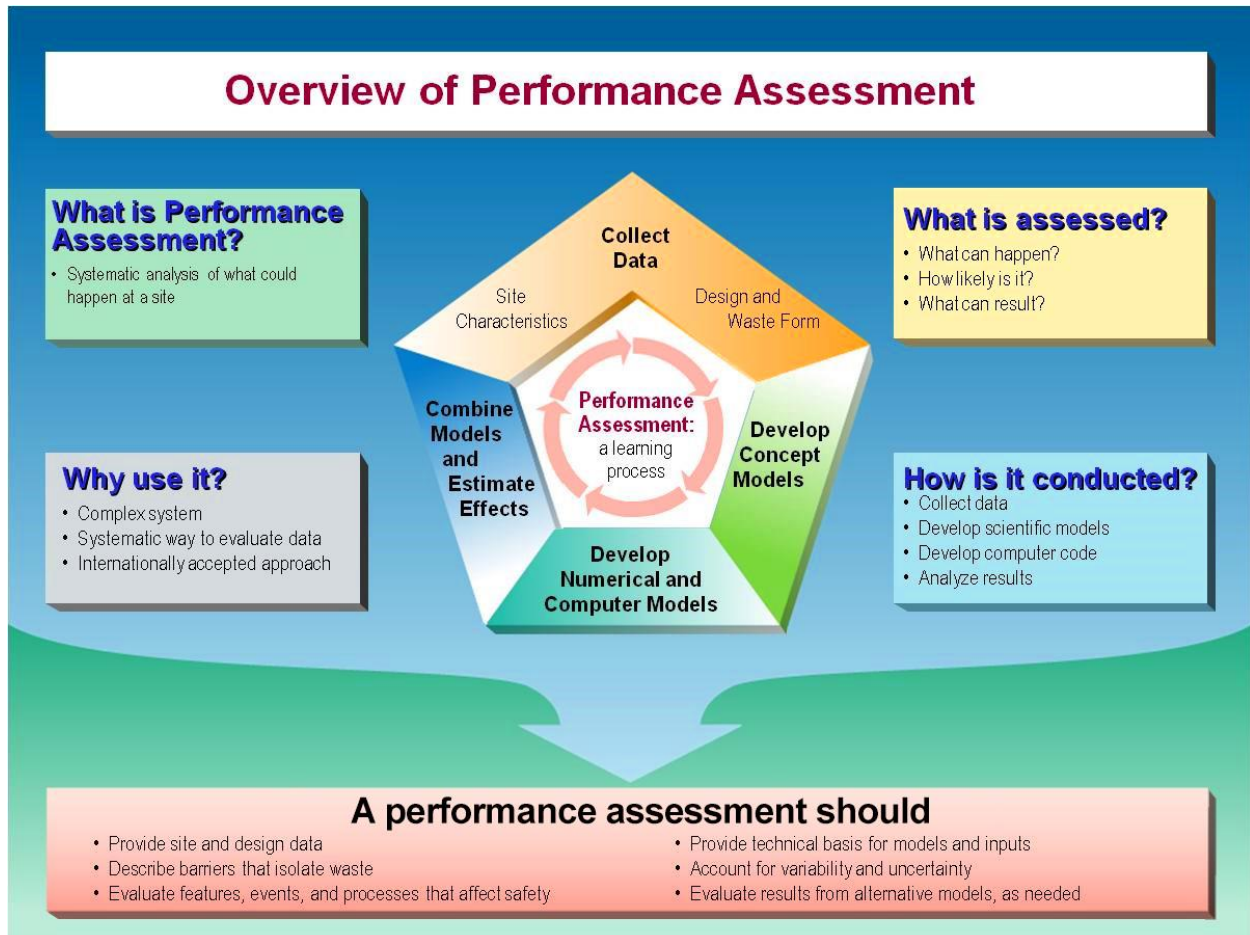 Overview of Performance Assessment
What is Performance
Assessment?
• Systematic analysis of what could
happen at a site
Why use it?
• Complex system
• Systematic way to evaluate data
• Internationally accepted approach
Collect
Data
Site
Characteristics
Design and
Waste Form
Combine
Models
and
Estimate
Effects
Performance
Assessment:
a learning
process
Develop
Concept
Models
Develop
Numerical and
Computer Models
What is assessed?
• What can happen?
• How likely is it?
• What can result?
How is it conducted?
• Collect data
• Develop scientific models
• Develop computer code
• Analyze results
A performance assessment should
• Provide site and design data
• Describe barriers that isolate waste
• Evaluate features, events, and processes that affect safety
• Provide technical basis for models and inputs
• Account for variability and uncertainty
• Evaluate results from alternative models, as needed